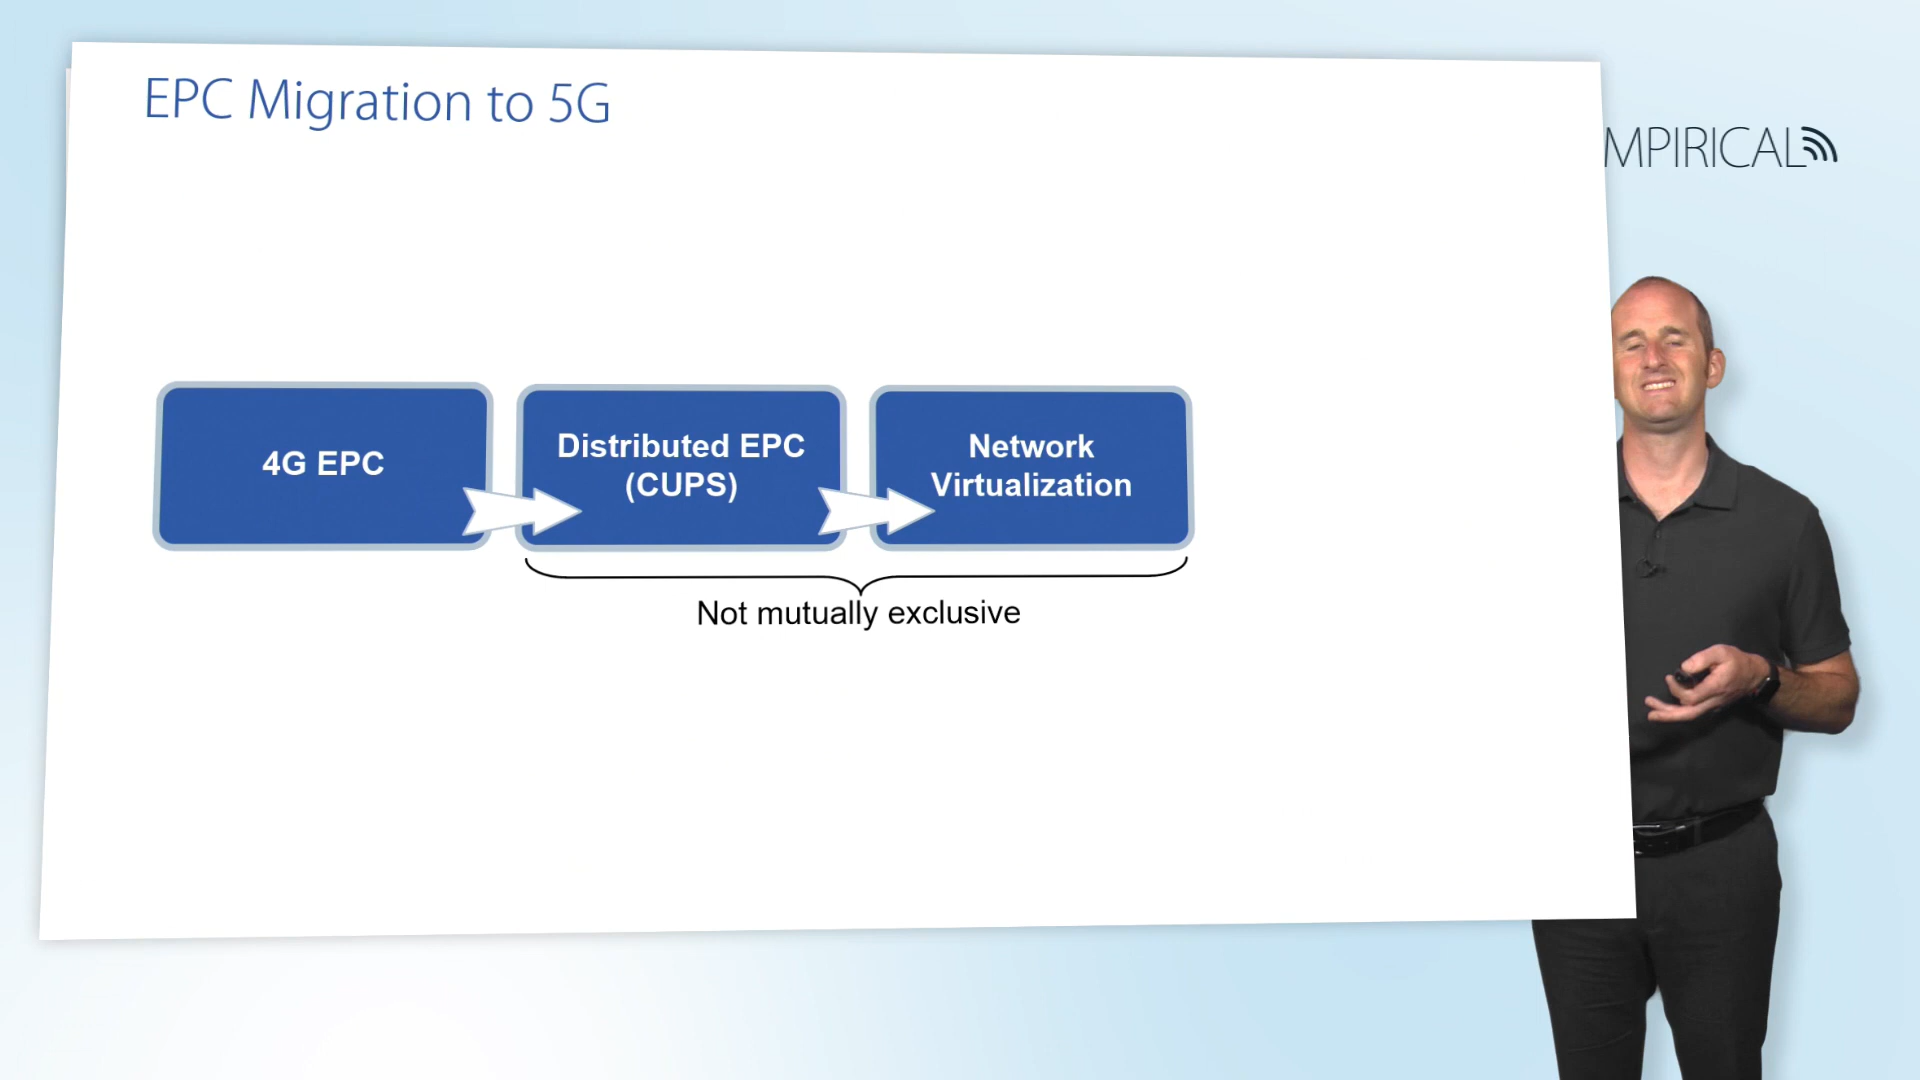 EPC Migration to 5G
MPIRICAL
4G EPC
Distributed EPC
(CUPS)
Network
Virtualization
Not mutually exclusive